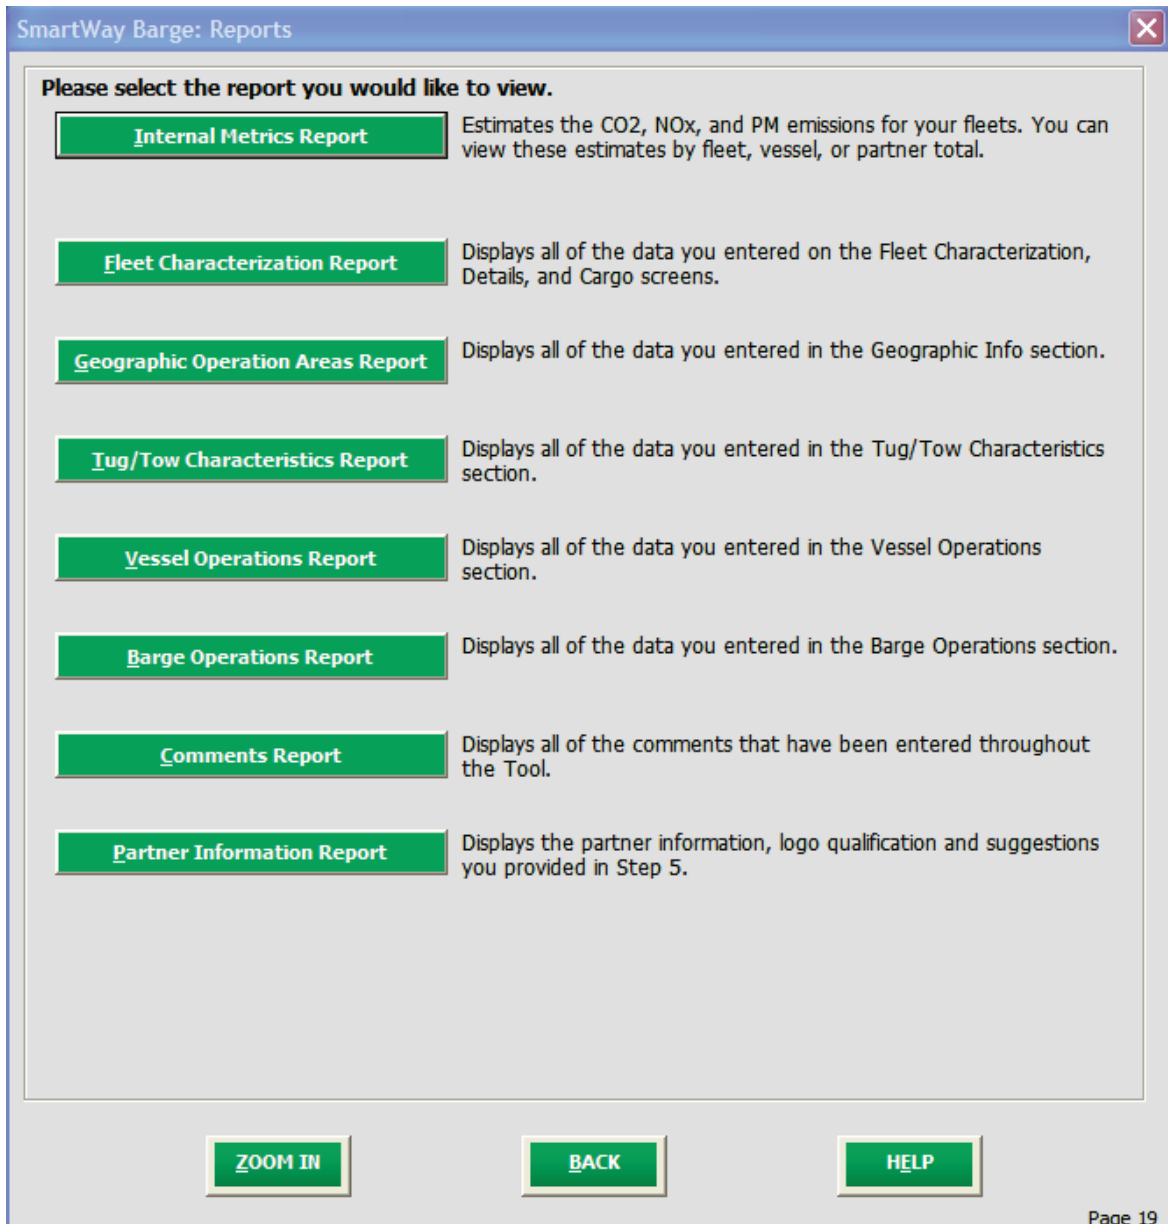 SmartWay Barge: Reports
Please select the report you would like to view.
Internal Metrics Report
Estimates the CO2, NOx, and PM emissions for your fleets. You can
view these estimates by fleet, vessel, or partner total.
Fleet Characterization Report
Displays all of the data you entered on the Fleet Characterization,
Details, and Cargo screens.
Geographic Operation Areas Report
Displays all of the data you entered in the Geographic Info section.
Tug/Tow Characteristics Report
Displays all of the data you entered in the Tug/Tow Characteristics
section.
Vessel Operations Report
Displays all of the data you entered in the Vessel Operations
section.
Barge Operations Report
Displays all of the data you entered in the Barge Operations section.
Comments Report
Displays all of the comments that have been entered throughout
the Tool.
Partner Information Report
Displays the partner information, logo qualification and suggestions
you provided in Step 5.
ZOOM IN
BACK
HELP
Page 19